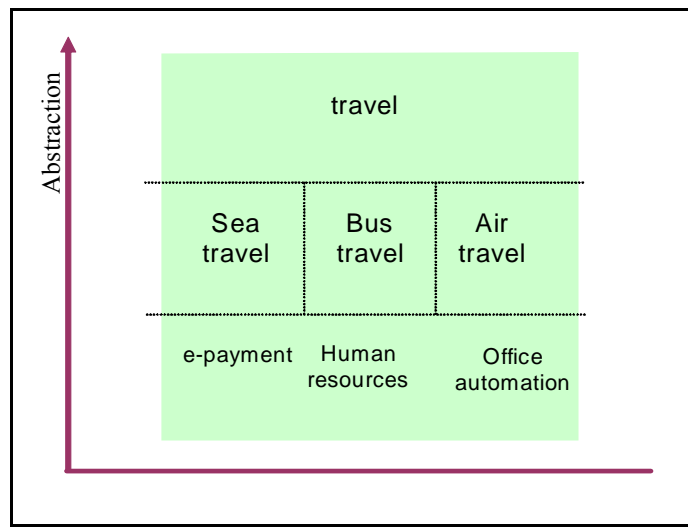 Abstraction
travel
Sea
travel
Bus
travel
Air
travel
e-payment
Human
resources
Office
automation